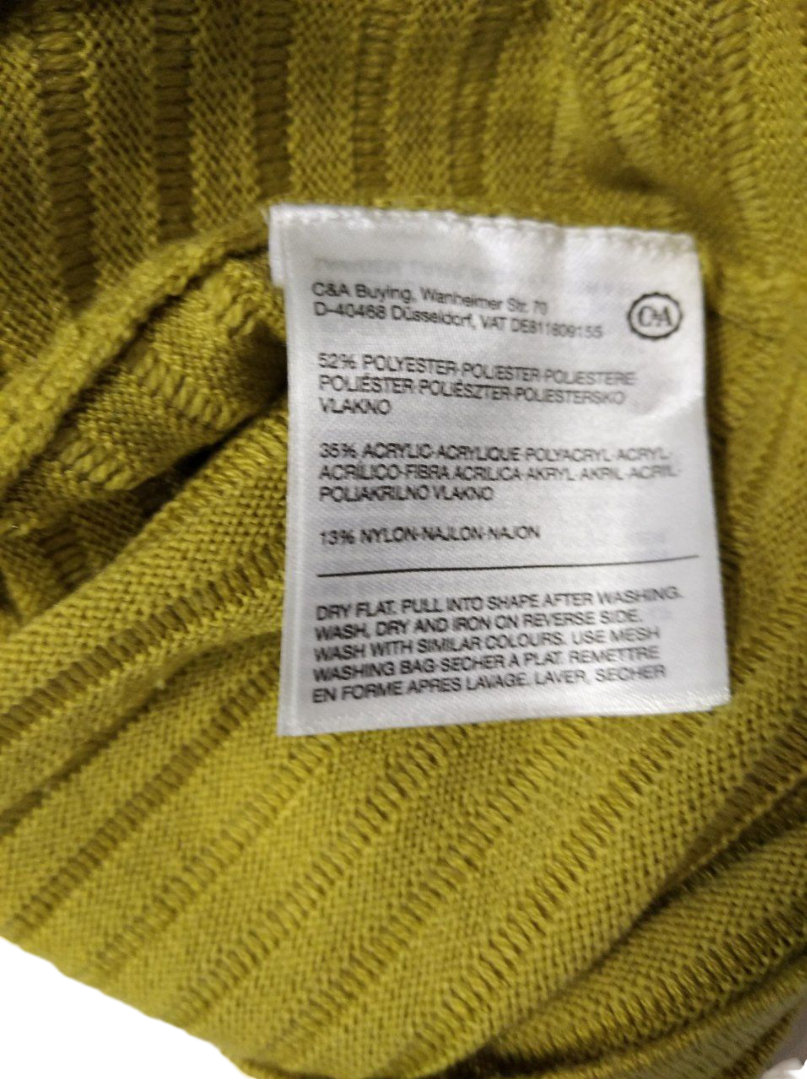 C&A Buying, Wanheimer Str. 70
D-40468 Düsseldorf, VAT DE811809155
C&A
52% POLYESTER·POLIESTER·POLIESTERE·
POLIÉSTER·POLIÉSZTER·POLIESTERSKO
VLAKNO
35% ACRYLIC·ACRYLIQUE·POLYACRYL·ACRYL·
ACRÍLICO·FIBRA ACRILICA·AKRYL·AKRIL·ACRIL·
POLIAKRILNO VLAKNO
13% NYLON·NAJLON·NAJON
DRY FLAT. PULL INTO SHAPE AFTER WASHING.
WASH, DRY AND IRON ON REVERSE SIDE.
WASH WITH SIMILAR COLOURS. USE MESH
WASHING BAG·SECHER A PLAT. REMETTRE
EN FORME APRES LAVAGE. LAVER, SECHER